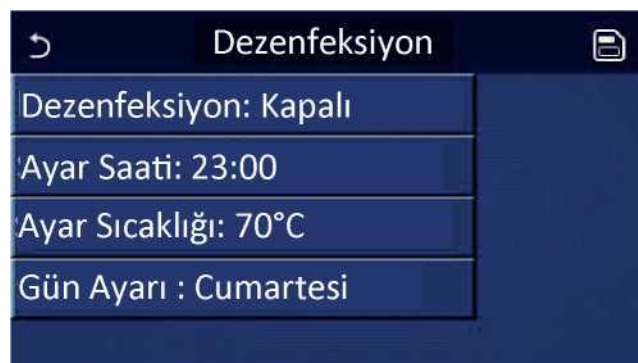 Dezenfeksiyon
Dezenfeksiyon: Kapalı
Ayar Saati: 23:00
Ayar Sıcaklığı: 70°C
Gün Ayarı : Cumartesi